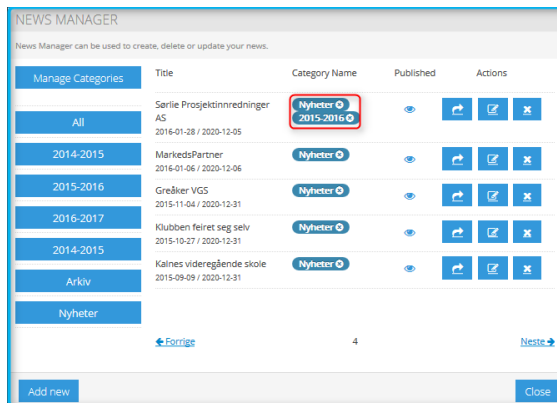 NEWS MANAGER
News Manager can be used to create, delete or update your news.
Manage Categories
All
2014-2015
2015-2016
2016-2017
2014-2015
Arkiv
Nyheter
Title Category Name Published Actions
Sørlie Prosjektinnredninger AS
2016-01-28 / 2020-12-05
Nyheter
2015-2016
MarkedsPartner
2016-01-06 / 2020-12-06
Nyheter
Greåker VGS
2015-11-04 / 2020-12-31
Nyheter
Klubben feiret seg selv
2015-10-27 / 2020-12-31
Nyheter
Kalnes videregående skole
2015-09-09 / 2020-12-31
Nyheter
Forrige 4 Neste
Add new Close